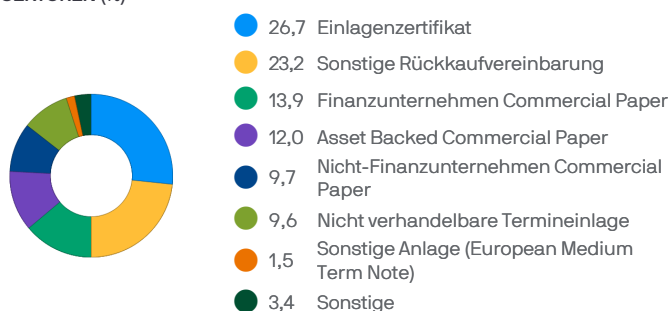 26,7 Einlagenzertifikat
23,2 Sonstige Rückkaufvereinbarung
13,9 Finanzunternehmen Commercial Paper
12,0 Asset Backed Commercial Paper
9,7 Nicht-Finanzunternehmen Commercial
Paper
9,6 Nicht verhandelbare Termineinlage
1,5 Sonstige Anlage (European Medium
Term Note)
3,4 Sonstige